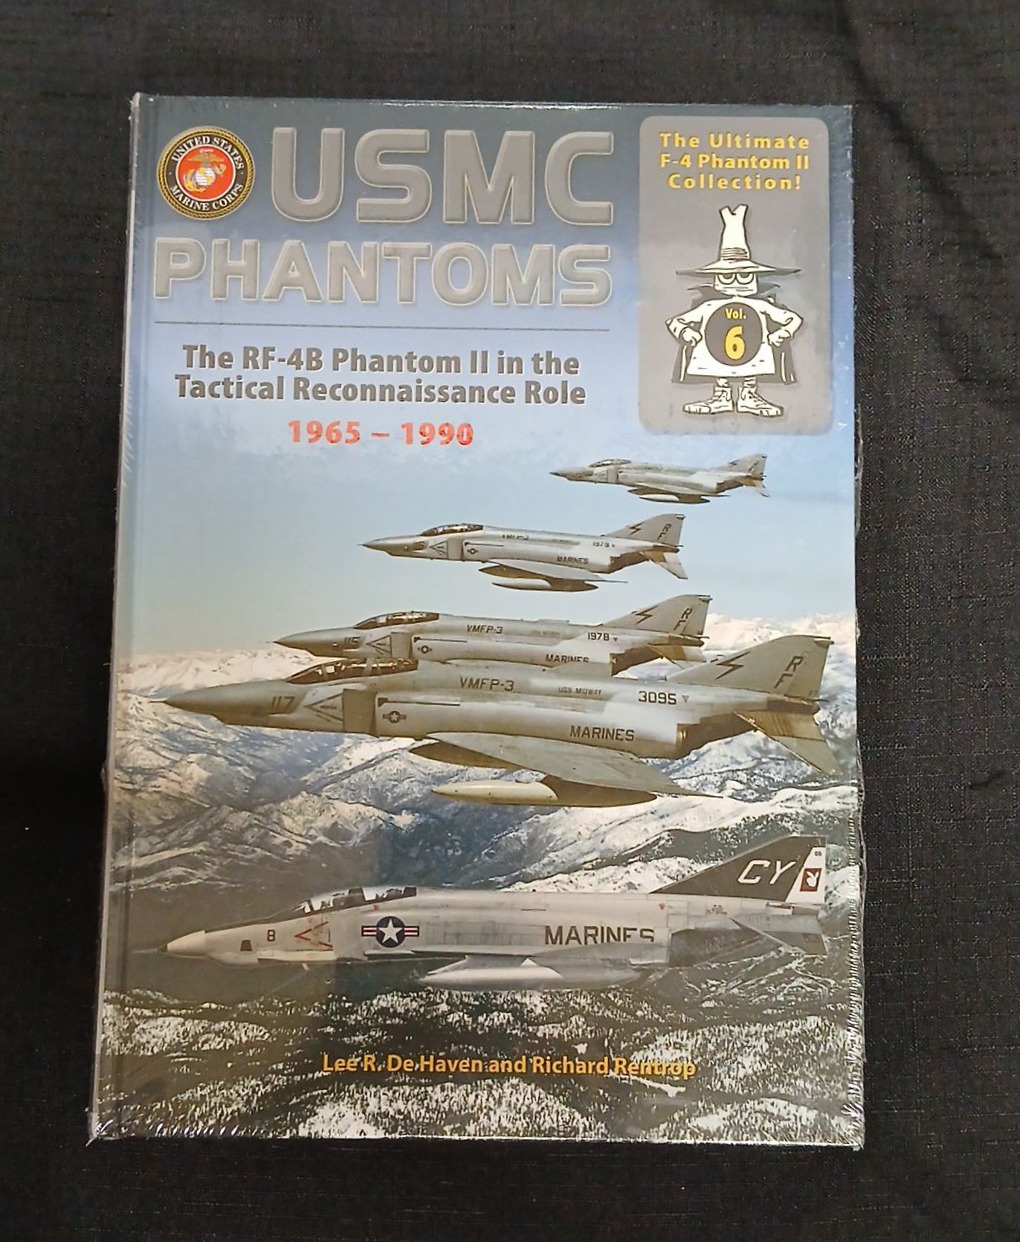 UNITED STATES
MARINE CORPS
USMC
PHANTOMS
The RF-4B Phantom II in the
Tactical Reconnaissance Role
1965 – 1990
The Ultimate
F-4 Phantom II
Collection!
Vol.
6
1978
MARINES
RF
115
VMFP-3
1978
MARINES
RF
117
VMFP-3
USS MIDWAY
3095
MARINES
CY
8
MARINES
Lee R. De Haven and Richard Rentrop